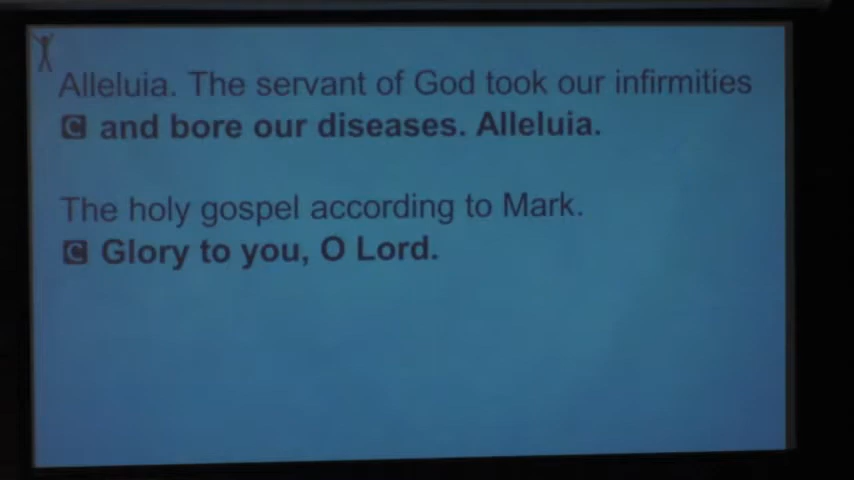 Alleluia. The servant of God took our infirmities
C and bore our diseases. Alleluia.
The holy gospel according to Mark.
C Glory to you, O Lord.